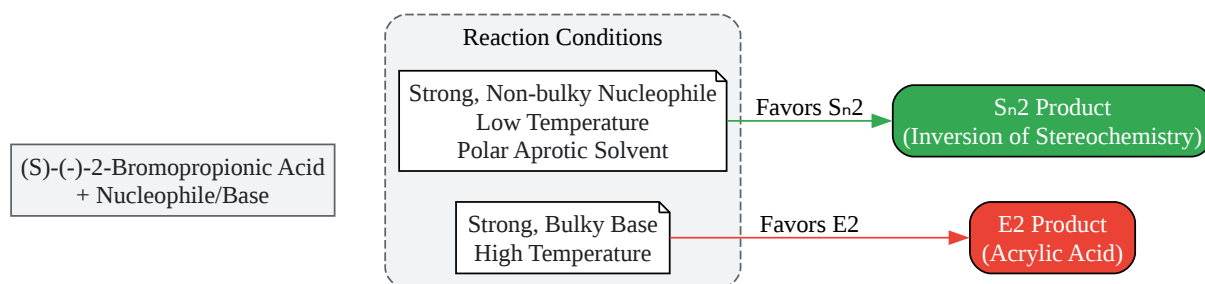 Reaction Conditions
Strong, Non-bulky Nucleophile
Low Temperature
Polar Aprotic Solvent
Favors Sₙ2
Sₙ2 Product
(Inversion of Stereochemistry)
(S)-(-)-2-Bromopropionic Acid
+ Nucleophile/Base
Strong, Bulky Base
High Temperature
Favors E2
E2 Product
(Acrylic Acid)